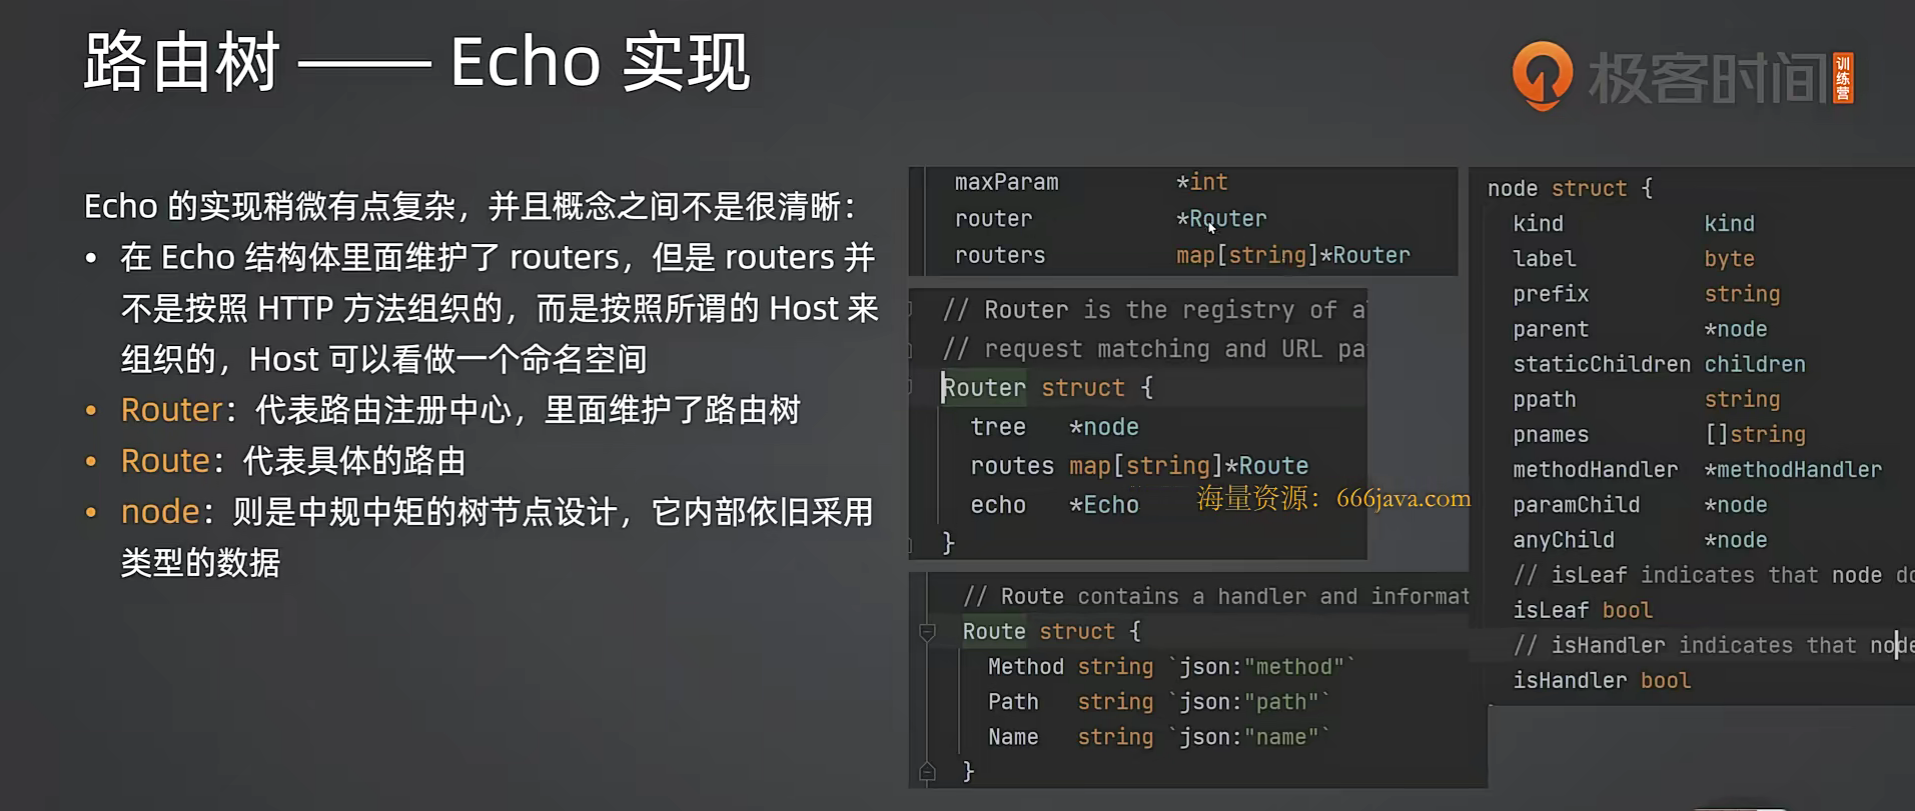 路由树 —— Echo 实现
极客时间
训练营
Echo 的实现稍微有点复杂，并且概念之间不是很清晰：
• 在 Echo 结构体里面维护了 routers，但是 routers 并
不是按照 HTTP 方法组织的，而是按照所谓的 Host 来
组织的，Host 可以看做一个命名空间
• Router：代表路由注册中心，里面维护了路由树
• Route：代表具体的路由
• node：则是中规中矩的树节点设计，它内部依旧采用
类型的数据
maxParam *int
router *Router
routers map[string]*Router
// Router is the registry of a
// request matching and URL pa
Router struct {
tree *node
routes map[string]*Route
echo *Echo
}
海量资源：666java.com
// Route contains a handler and informat
Route struct {
Method string `json:"method"`
Path string `json:"path"`
Name string `json:"name"`
}
node struct {
kind kind
label byte
prefix string
parent *node
staticChildren children
ppath string
pnames []string
methodHandler *methodHandler
paramChild *node
anyChild *node
// isLeaf indicates that node do
isLeaf bool
// isHandler indicates that node
isHandler bool